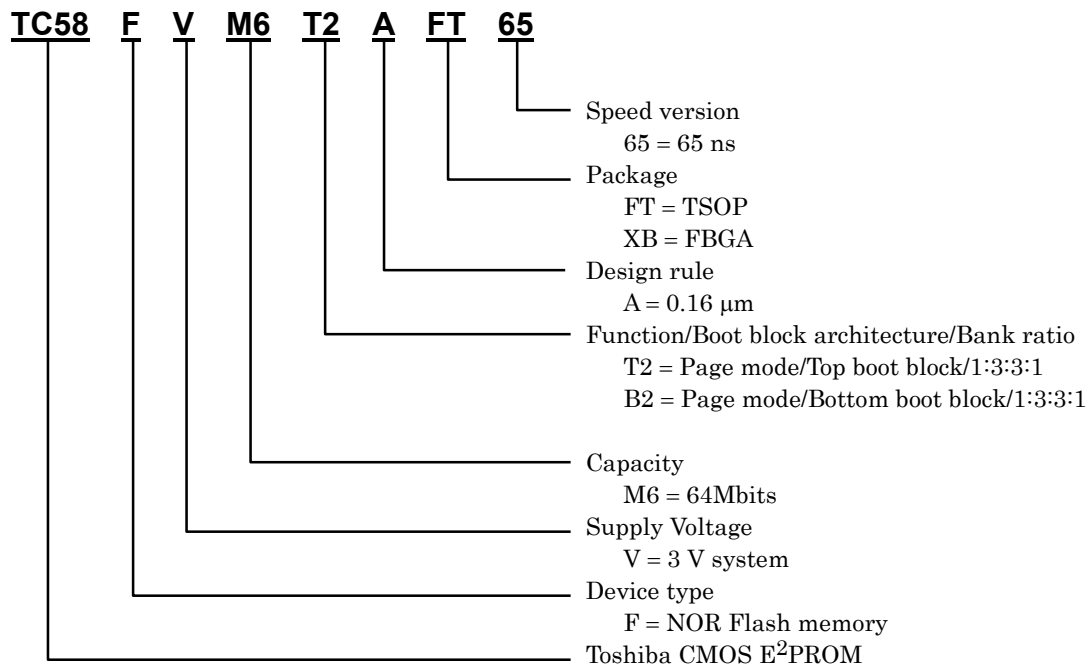 TC58 F V M6 T2 A FT 65
Speed version
65 = 65 ns
Package
FT = TSOP
XB = FBGA
Design rule
A = 0.16 μm
Function/Boot block architecture/Bank ratio
T2 = Page mode/Top boot block/1:3:3:1
B2 = Page mode/Bottom boot block/1:3:3:1
Capacity
M6 = 64Mbits
Supply Voltage
V = 3 V system
Device type
F = NOR Flash memory
Toshiba CMOS E²PROM